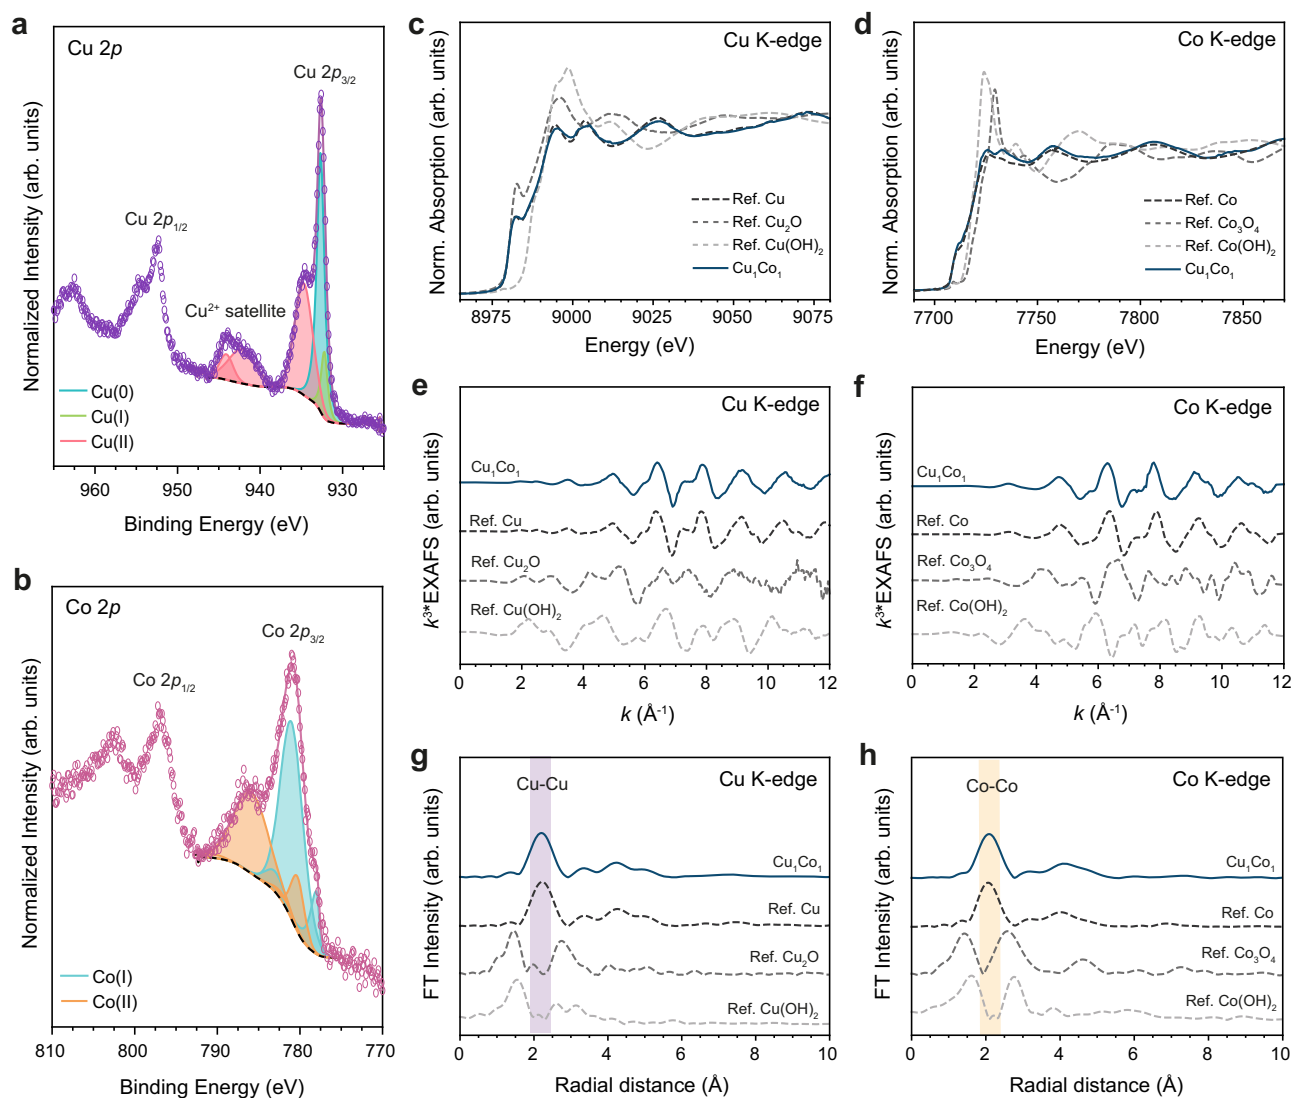 a
Cu 2p
Normalized Intensity (arb. units)
Cu 2p3/2
Cu 2p1/2
Cu2+ satellite
Cu(0)
Cu(I)
Cu(II)
960 950 940 930
Binding Energy (eV)
b
Co 2p
Normalized Intensity (arb. units)
Co 2p3/2
Co 2p1/2
Co(I)
Co(II)
810 800 790 780 770
Binding Energy (eV)
c
Cu K-edge
Norm. Absorption (arb. units)
Ref. Cu
Ref. Cu2O
Ref. Cu(OH)2
Cu1Co1
8975 9000 9025 9050 9075
Energy (eV)
d
Co K-edge
Norm. Absorption (arb. units)
Ref. Co
Ref. Co3O4
Ref. Co(OH)2
Cu1Co1
7700 7750 7800 7850
Energy (eV)
e
Cu K-edge
k3*EXAFS (arb. units)
Cu1Co1
Ref. Cu
Ref. Cu2O
Ref. Cu(OH)2
0 2 4 6 8 10 12
k (Å-1)
f
Co K-edge
k3*EXAFS (arb. units)
Cu1Co1
Ref. Co
Ref. Co3O4
Ref. Co(OH)2
0 2 4 6 8 10 12
k (Å-1)
g
Cu K-edge
FT Intensity (arb. units)
Cu-Cu
Cu1Co1
Ref. Cu
Ref. Cu2O
Ref. Cu(OH)2
0 2 4 6 8 10
Radial distance (Å)
h
Co K-edge
FT Intensity (arb. units)
Co-Co
Cu1Co1
Ref. Co
Ref. Co3O4
Ref. Co(OH)2
0 2 4 6 8 10
Radial distance (Å)